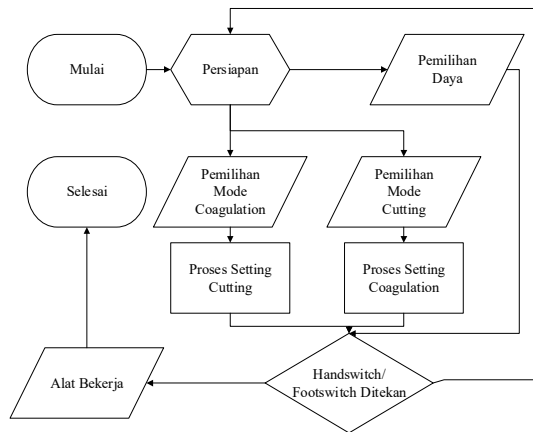 Mulai
Persiapan
Pemilihan
Daya
Selesai
Pemilihan
Mode
Coagulation
Pemilihan
Mode
Cutting
Proses Setting
Cutting
Proses Setting
Coagulation
Alat Bekerja
Handswitch/
Footswitch Ditekan